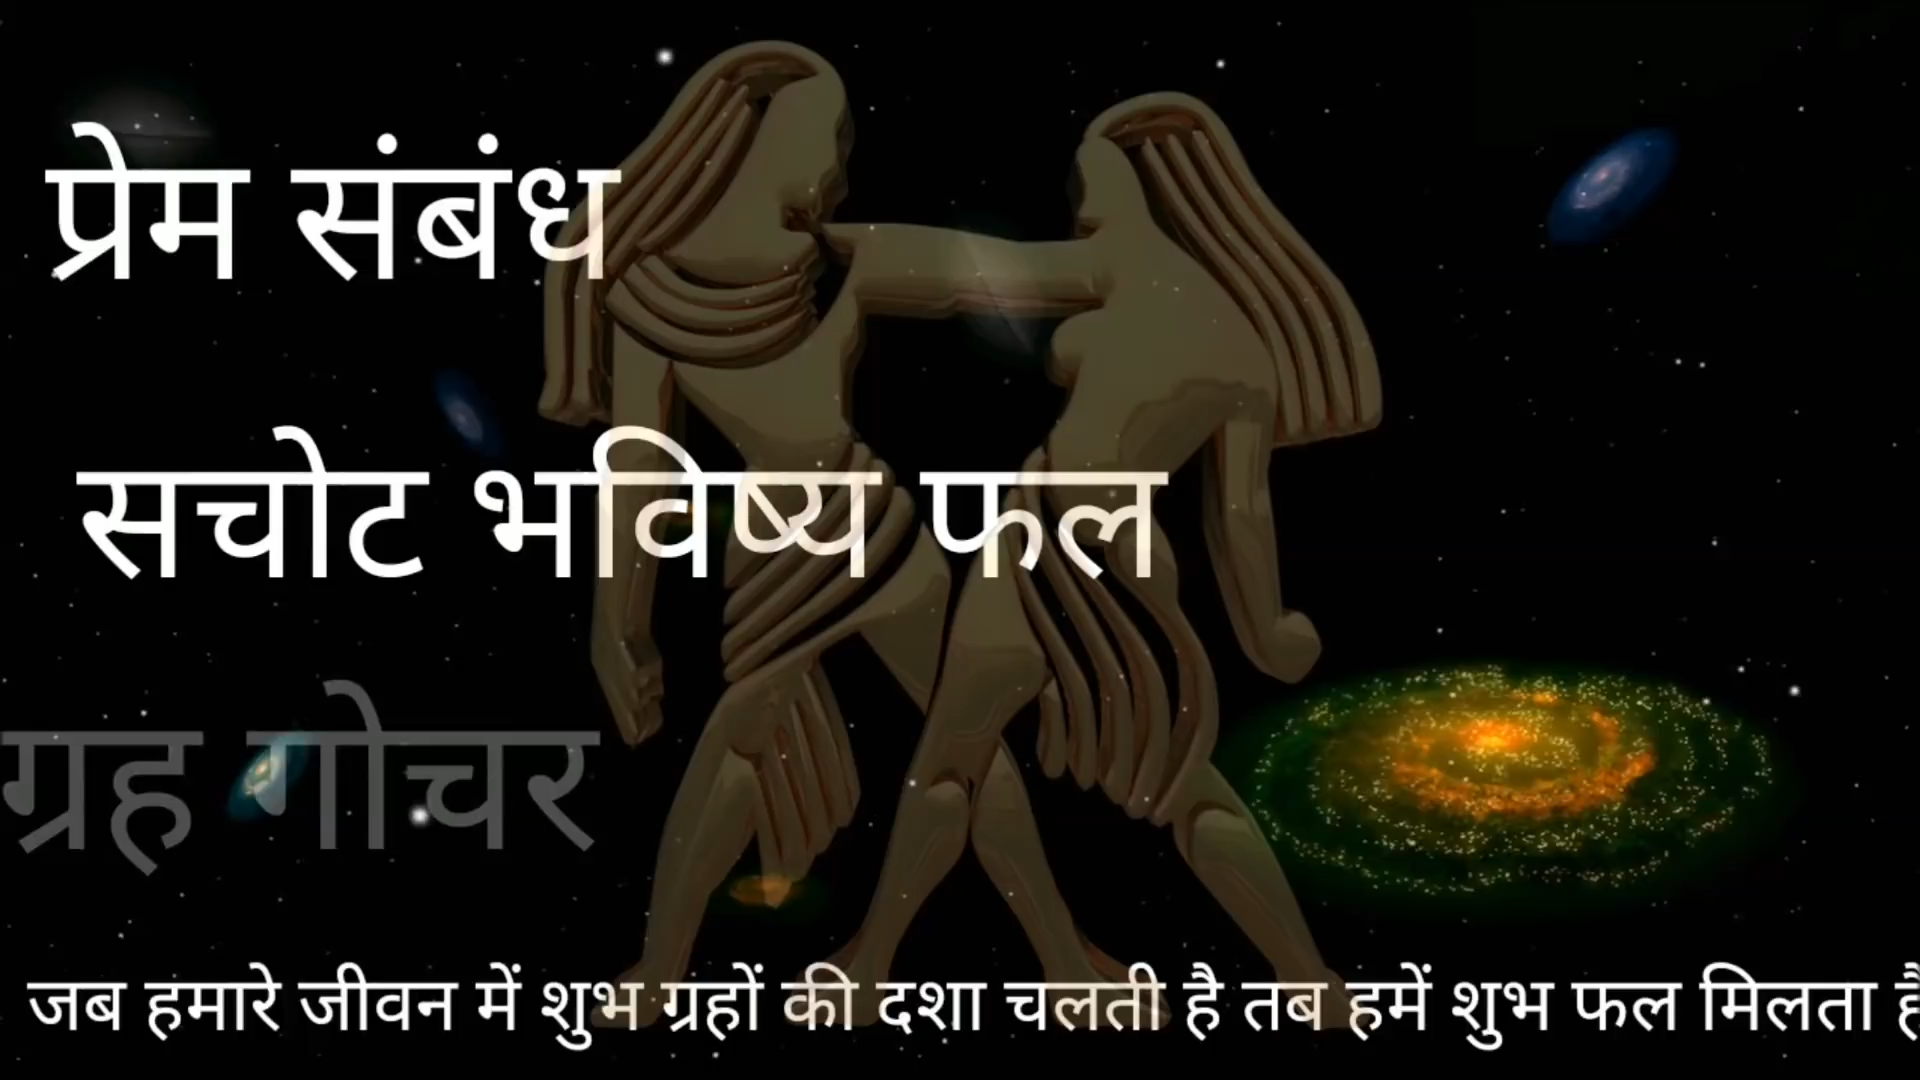 प्रेम संबंध
सचोट भविष्य फल
ग्रह गोचर
जब हमारे जीवन में शुभ ग्रहों की दशा चलती है तब हमें शुभ फल मिलता है